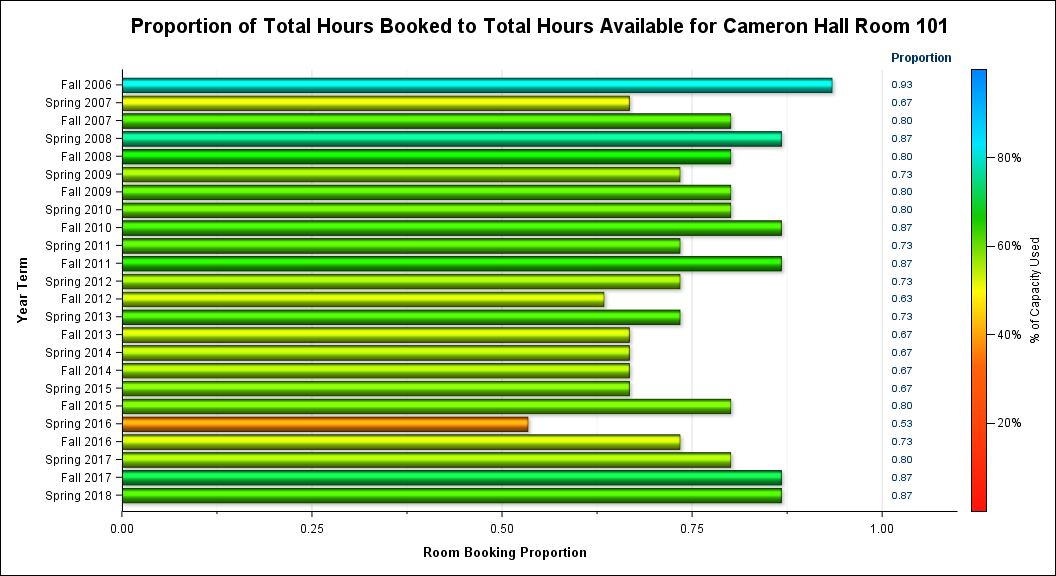 Proportion of Total Hours Booked to Total Hours Available for Cameron Hall Room 101
Proportion
Fall 2006 0.93
Spring 2007 0.67
Fall 2007 0.80
Spring 2008 0.87
Fall 2008 0.80
Spring 2009 0.73
Fall 2009 0.80
Spring 2010 0.80
Fall 2010 0.87
Spring 2011 0.73
Fall 2011 0.87
Spring 2012 0.73
Fall 2012 0.63
Spring 2013 0.73
Fall 2013 0.67
Spring 2014 0.67
Fall 2014 0.67
Spring 2015 0.67
Fall 2015 0.80
Spring 2016 0.53
Fall 2016 0.73
Spring 2017 0.80
Fall 2017 0.87
Spring 2018 0.87
Year Term
0.00 0.25 0.50 0.75 1.00
Room Booking Proportion
80%
60%
40%
20%
% of Capacity Used